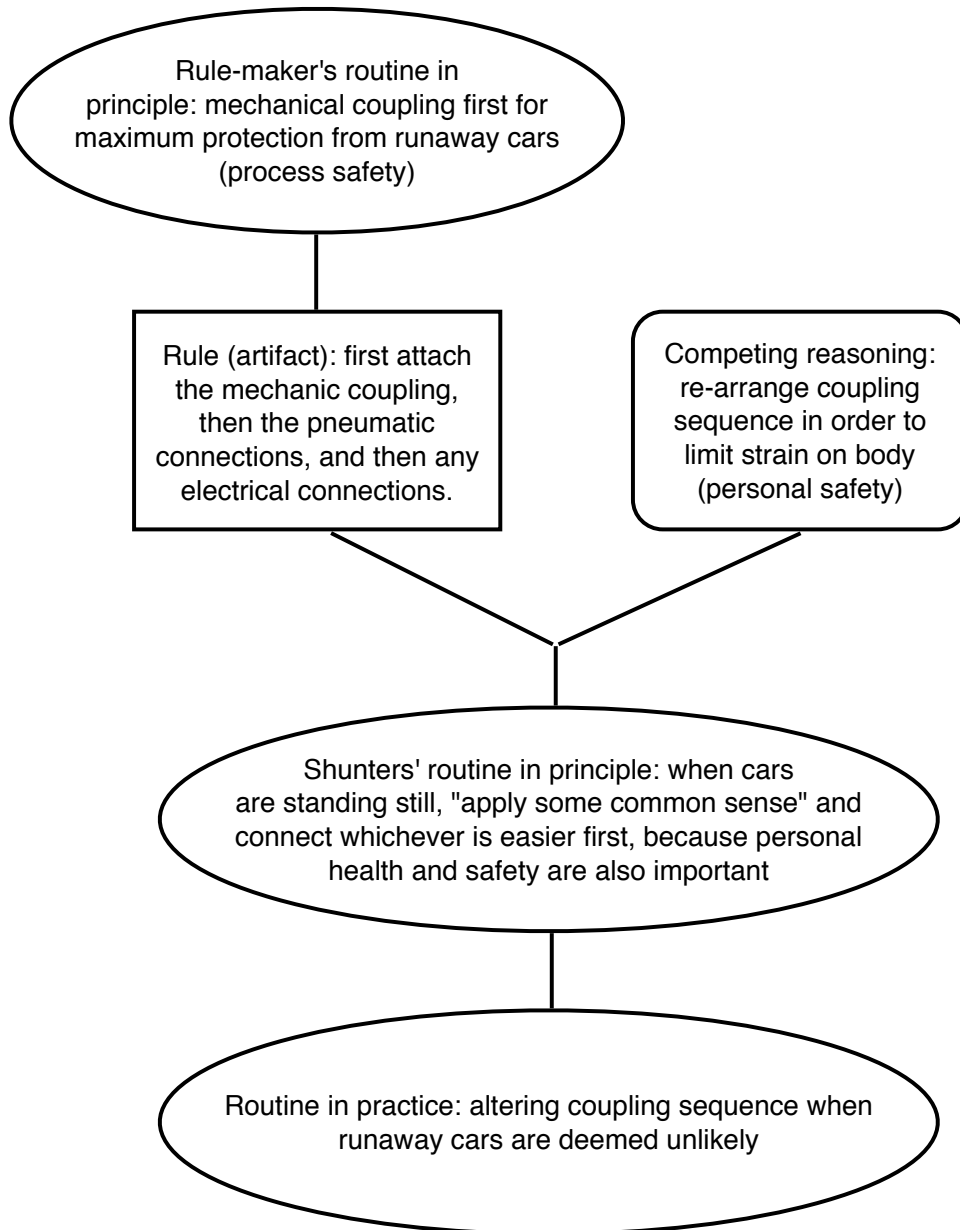 Rule-maker's routine in
principle: mechanical coupling first for
maximum protection from runaway cars
(process safety)
Rule (artifact): first attach
the mechanic coupling,
then the pneumatic
connections, and then any
electrical connections.
Competing reasoning:
re-arrange coupling
sequence in order to
limit strain on body
(personal safety)
Shunters' routine in principle: when cars
are standing still, "apply some common sense" and
connect whichever is easier first, because personal
health and safety are also important
Routine in practice: altering coupling sequence when
runaway cars are deemed unlikely